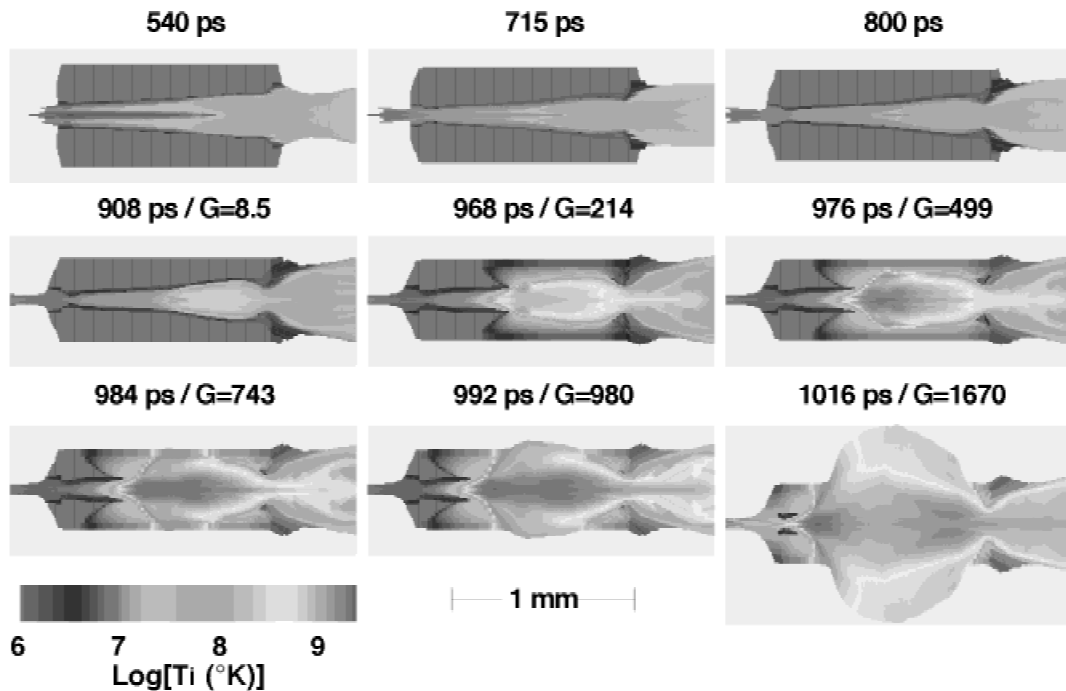 540 ps
715 ps
800 ps
908 ps / G=8.5
968 ps / G=214
976 ps / G=499
984 ps / G=743
992 ps / G=980
1016 ps / G=1670
1 mm
6 7 8 9
Log[Ti (°K)]